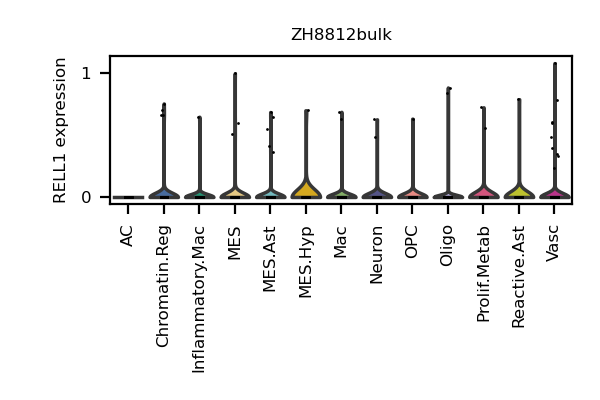 ZH8812bulk
RELL1 expression
1
0
AC
Chromatin.Reg
Inflammatory.Mac
MES
MES.Ast
MES.Hyp
Mac
Neuron
OPC
Oligo
Prolif.Metab
Reactive.Ast
Vasc